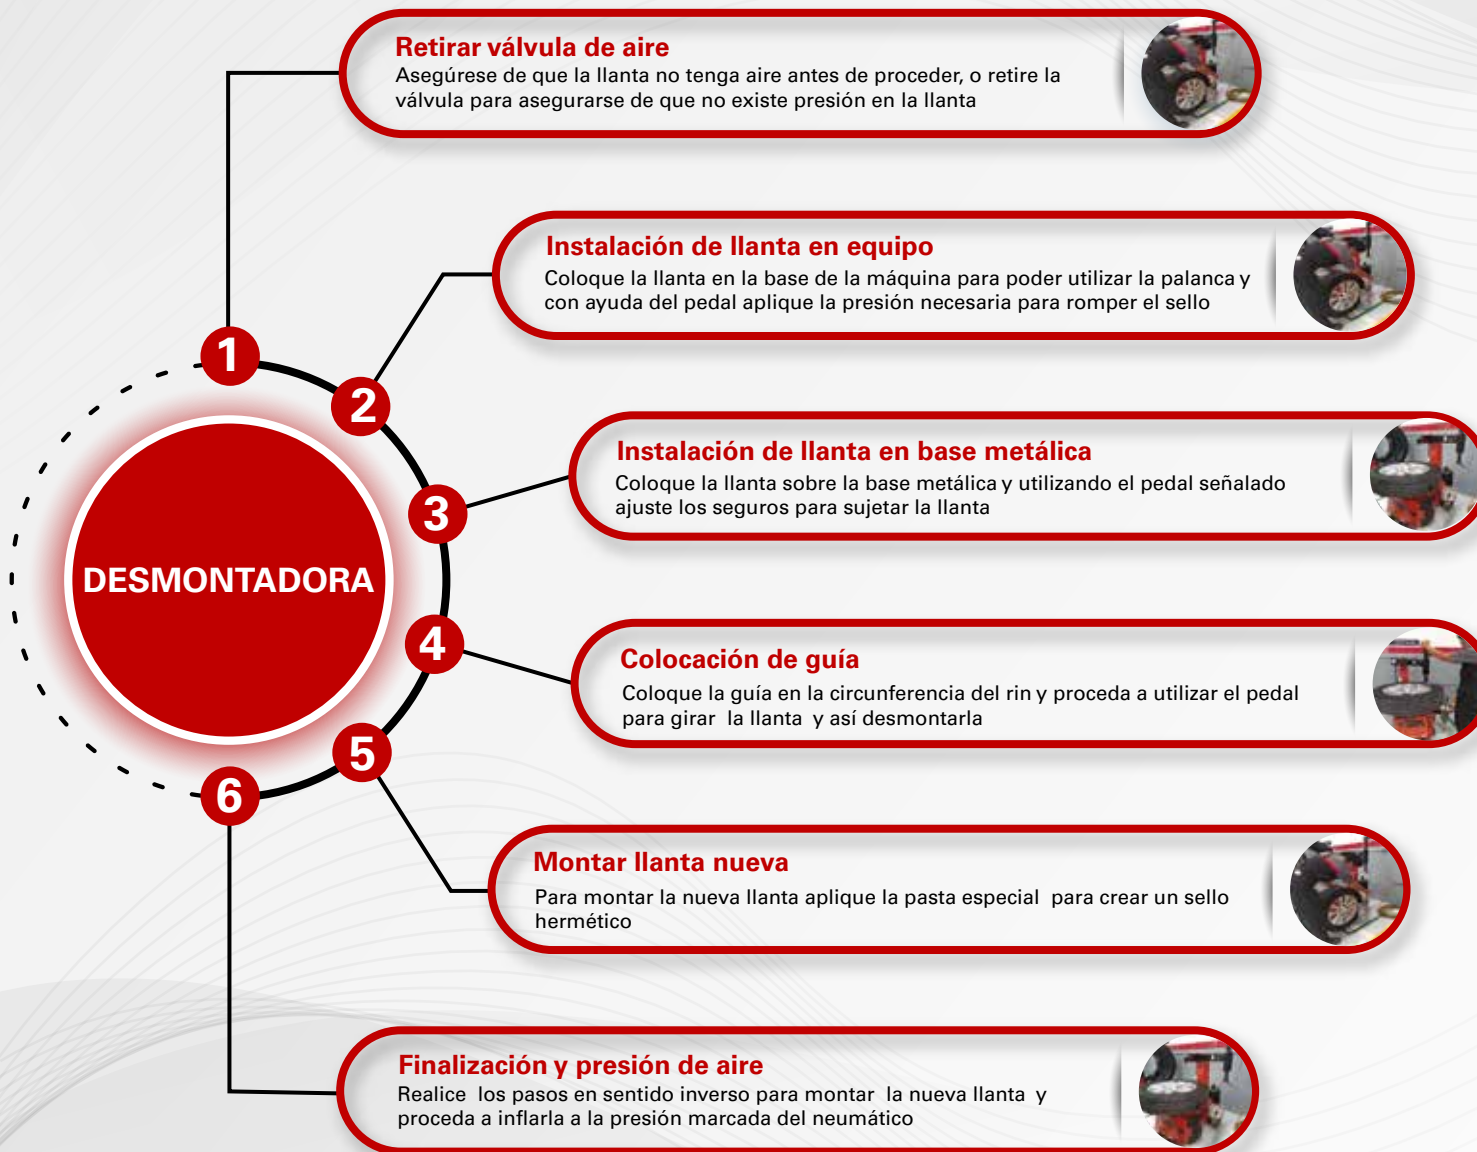 Retirar válvula de aire
Asegúrese de que la llanta no tenga aire antes de proceder, o retire la
válvula para asegurarse de que no existe presión en la llanta
Instalación de llanta en equipo
Coloque la llanta en la base de la máquina para poder utilizar la palanca y
con ayuda del pedal aplique la presión necesaria para romper el sello
Instalación de llanta en base metálica
Coloque la llanta sobre la base metálica y utilizando el pedal señalado
ajuste los seguros para sujetar la llanta
Colocación de guía
Coloque la guía en la circunferencia del rin y proceda a utilizar el pedal
para girar la llanta y así desmontarla
Montar llanta nueva
Para montar la nueva llanta aplique la pasta especial para crear un sello
hermético
Finalización y presión de aire
Realice los pasos en sentido inverso para montar la nueva llanta y
proceda a inflarla a la presión marcada del neumático
1
2
3
4
5
6
DESMONTADORA